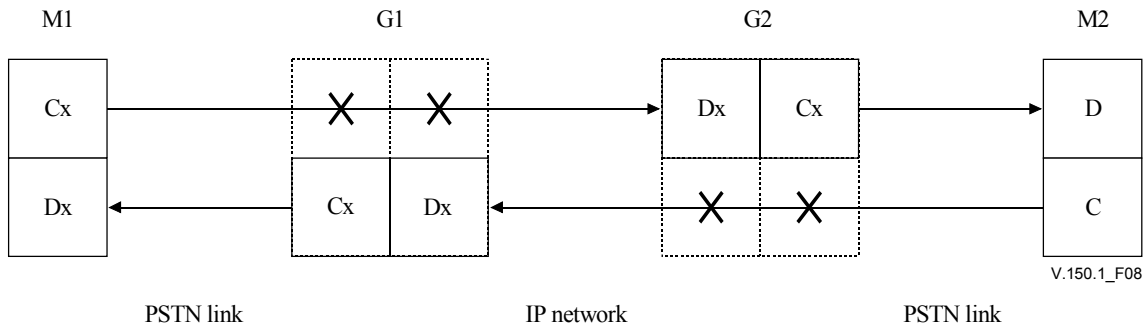 M1 G1 G2 M2
Cx Dx Cx D
Dx Cx Dx C
V.150.1_F08
PSTN link IP network PSTN link